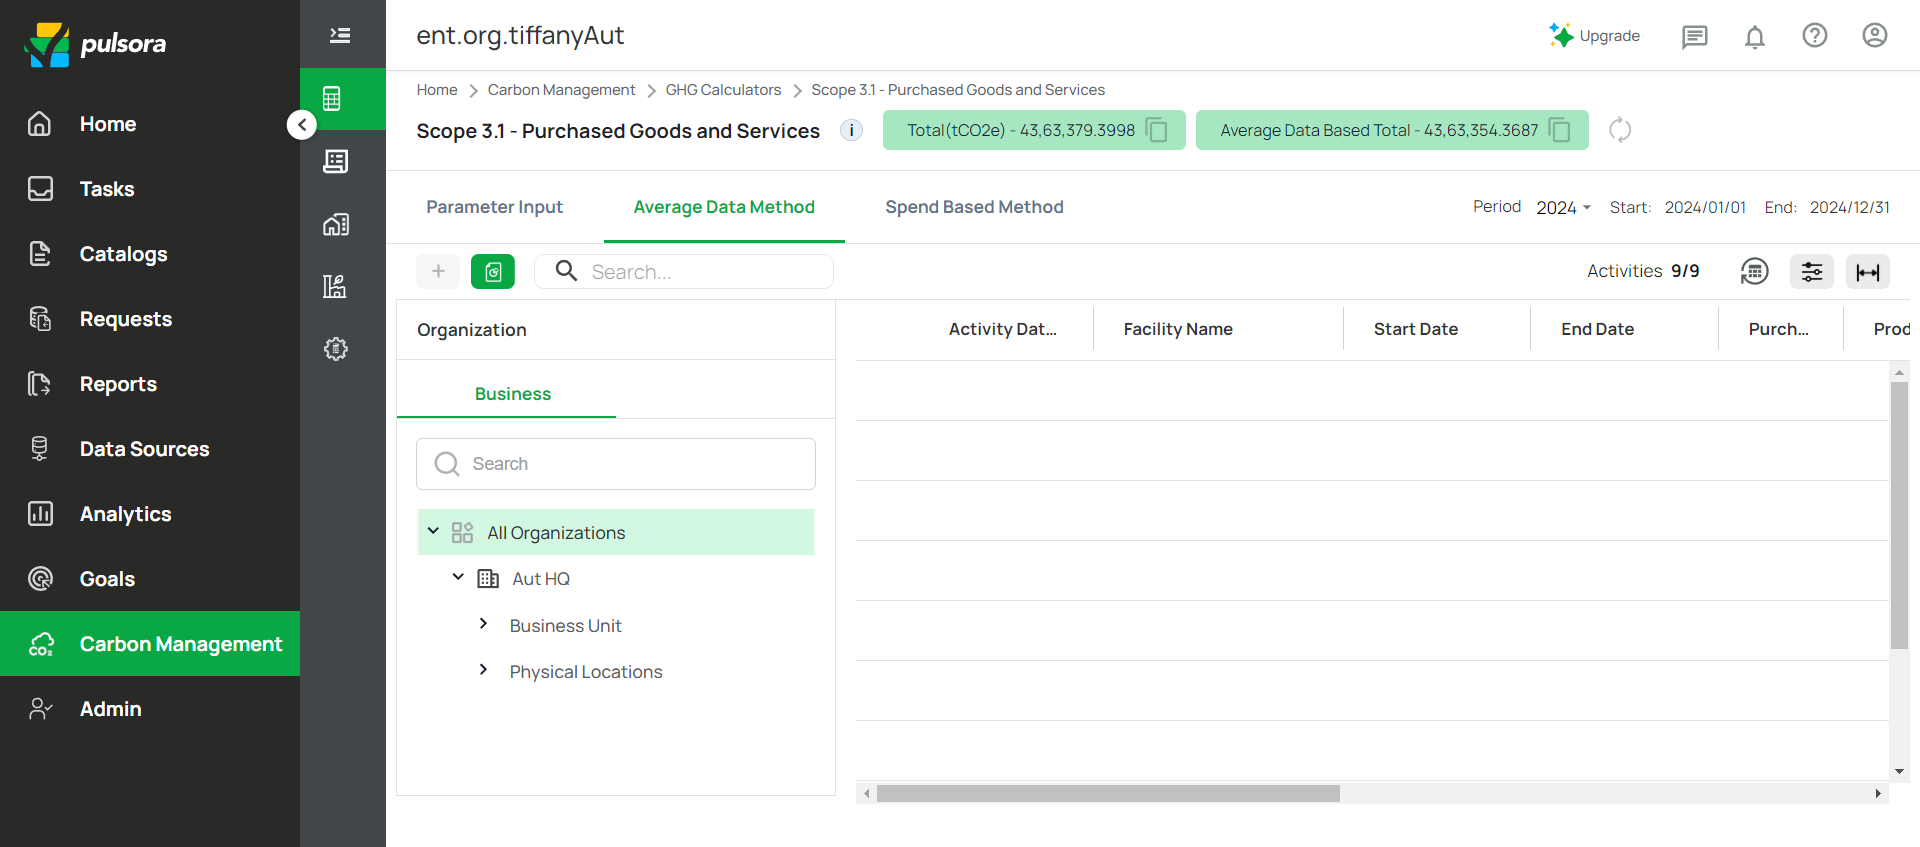 pulsora
Home
Tasks
Catalogs
Requests
Reports
Data Sources
Analytics
Goals
Carbon Management
Admin
ent.org.tiffanyAut
Upgrade
Home > Carbon Management > GHG Calculators > Scope 3.1 - Purchased Goods and Services
Scope 3.1 - Purchased Goods and Services
i
Total(tCO2e) - 43,63,379.3998
Average Data Based Total - 43,63,354.3687
Parameter Input
Average Data Method
Spend Based Method
Period 2024 Start: 2024/01/01 End: 2024/12/31
Search...
Activities 9/9
Organization
Business
Search
All Organizations
Aut HQ
Business Unit
Physical Locations
Activity Dat...
Facility Name
Start Date
End Date
Purch...
Prod